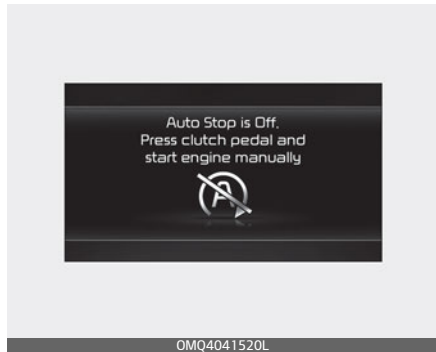 Auto Stop is Off.
Press clutch pedal and
start engine manually
A
OMQ4041520L